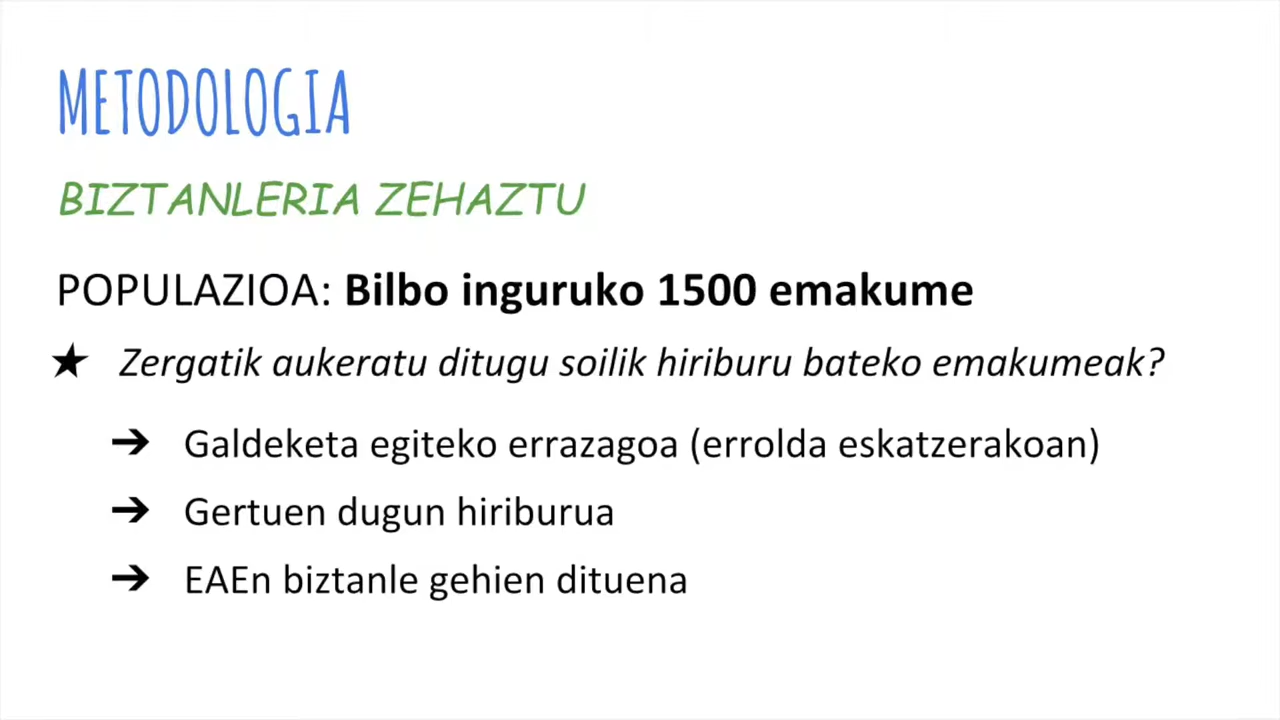 METODOLOGIA
BIZTANLERIA ZEHAZTU
POPULAZIOA: Bilbo inguruko 1500 emakume
★ Zergatik aukeratu ditugu soilik hiriburu bateko emakumeak?
➔ Galdeketa egiteko errazagoa (errolda eskatzerakoan)
➔ Gertuen dugun hiriburua
➔ EAEn biztanle gehien dituena